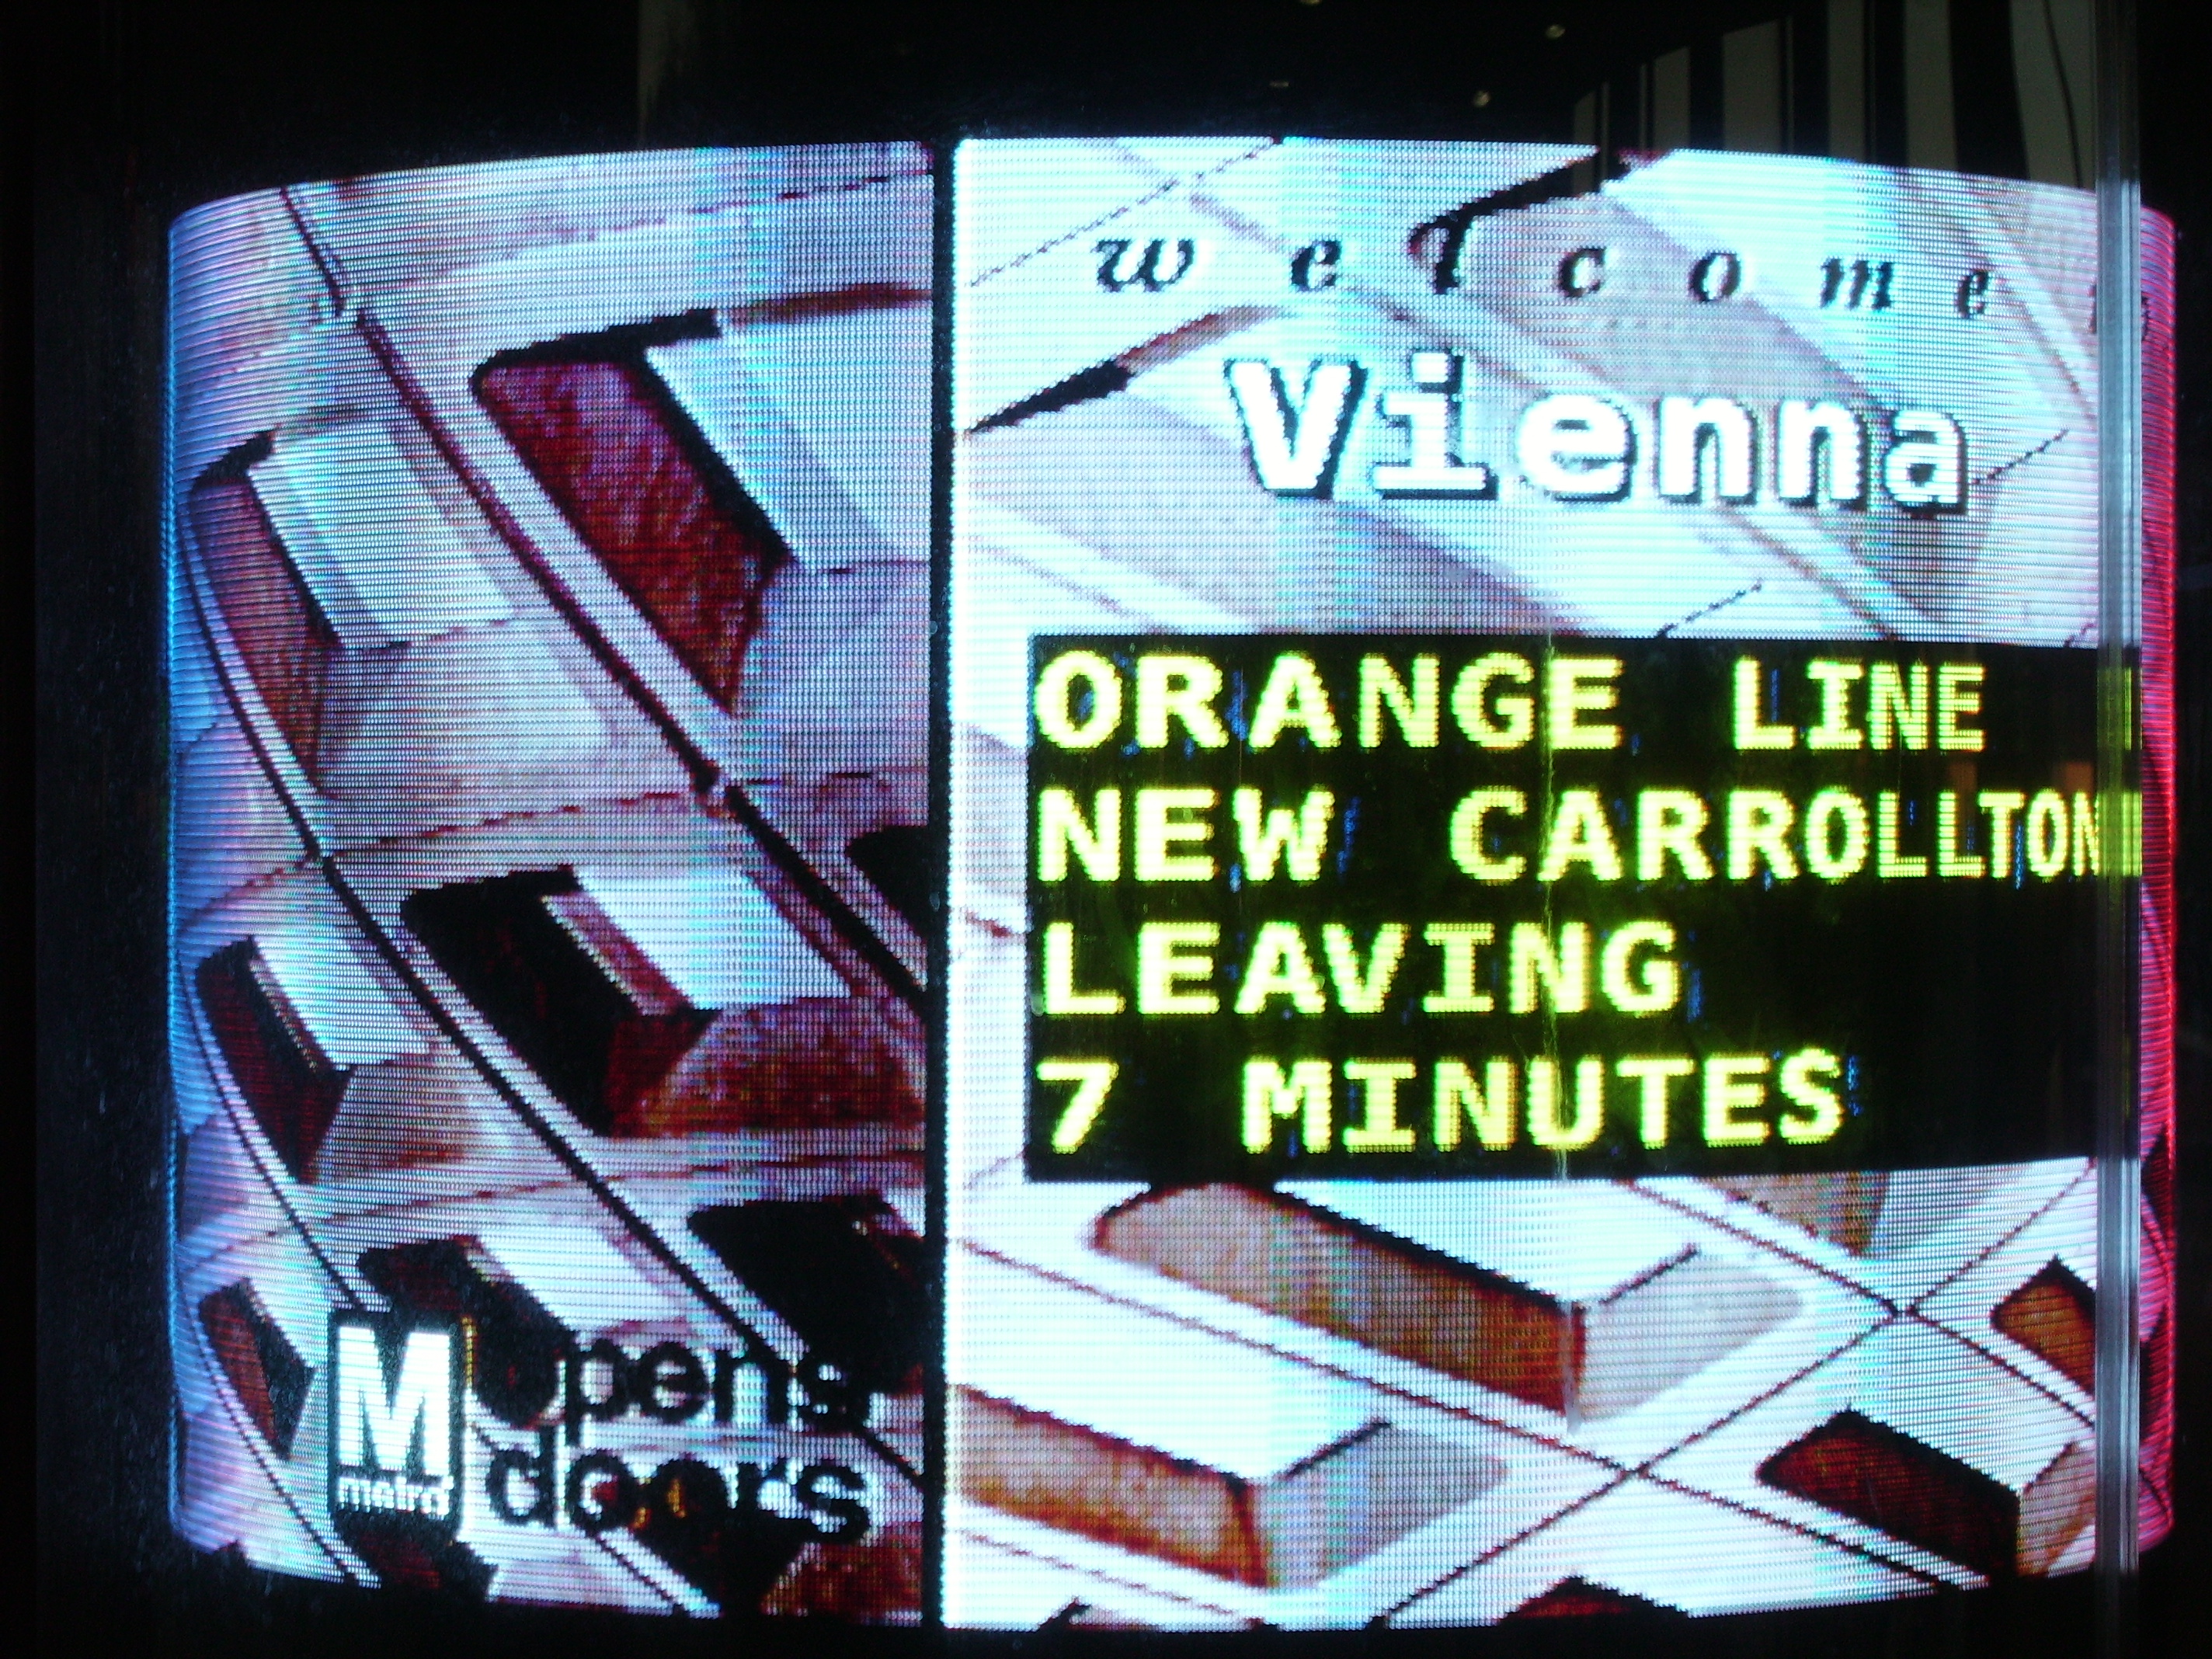 welcome
Vienna
ORANGE LINE
NEW CARROLLTON
LEAVING
7 MINUTES
M opens
metro doors